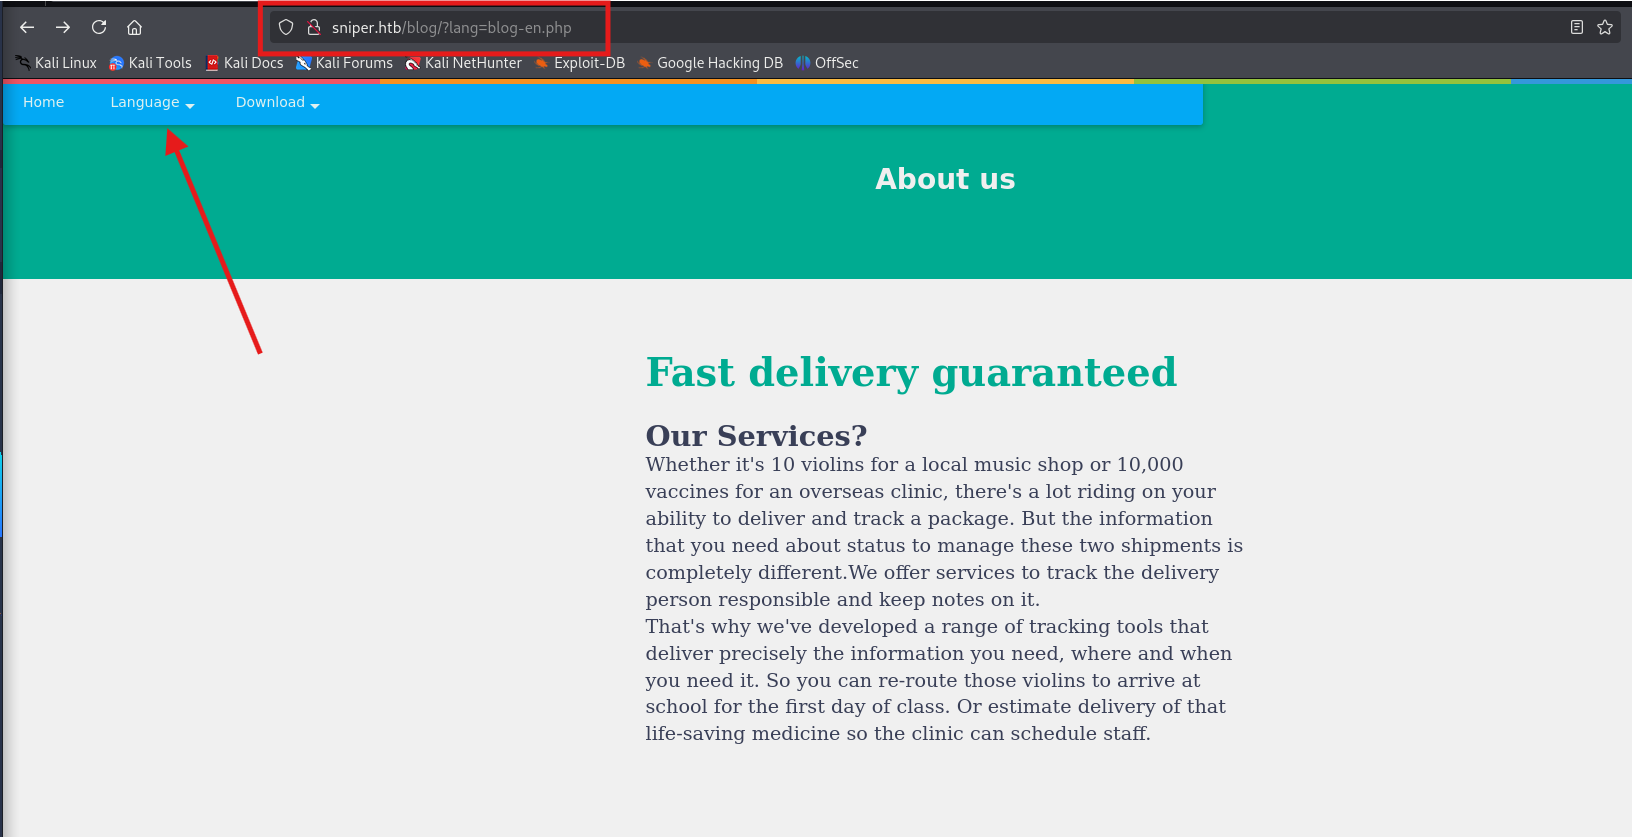 sniper.htb/blog/?lang=blog-en.php
Kali Linux Kali Tools Kali Docs Kali Forums Kali NetHunter Exploit-DB Google Hacking DB OffSec
Home Language Download
About us
Fast delivery guaranteed
Our Services?
Whether it's 10 violins for a local music shop or 10,000
vaccines for an overseas clinic, there's a lot riding on your
ability to deliver and track a package. But the information
that you need about status to manage these two shipments is
completely different.We offer services to track the delivery
person responsible and keep notes on it.
That's why we've developed a range of tracking tools that
deliver precisely the information you need, where and when
you need it. So you can re-route those violins to arrive at
school for the first day of class. Or estimate delivery of that
life-saving medicine so the clinic can schedule staff.